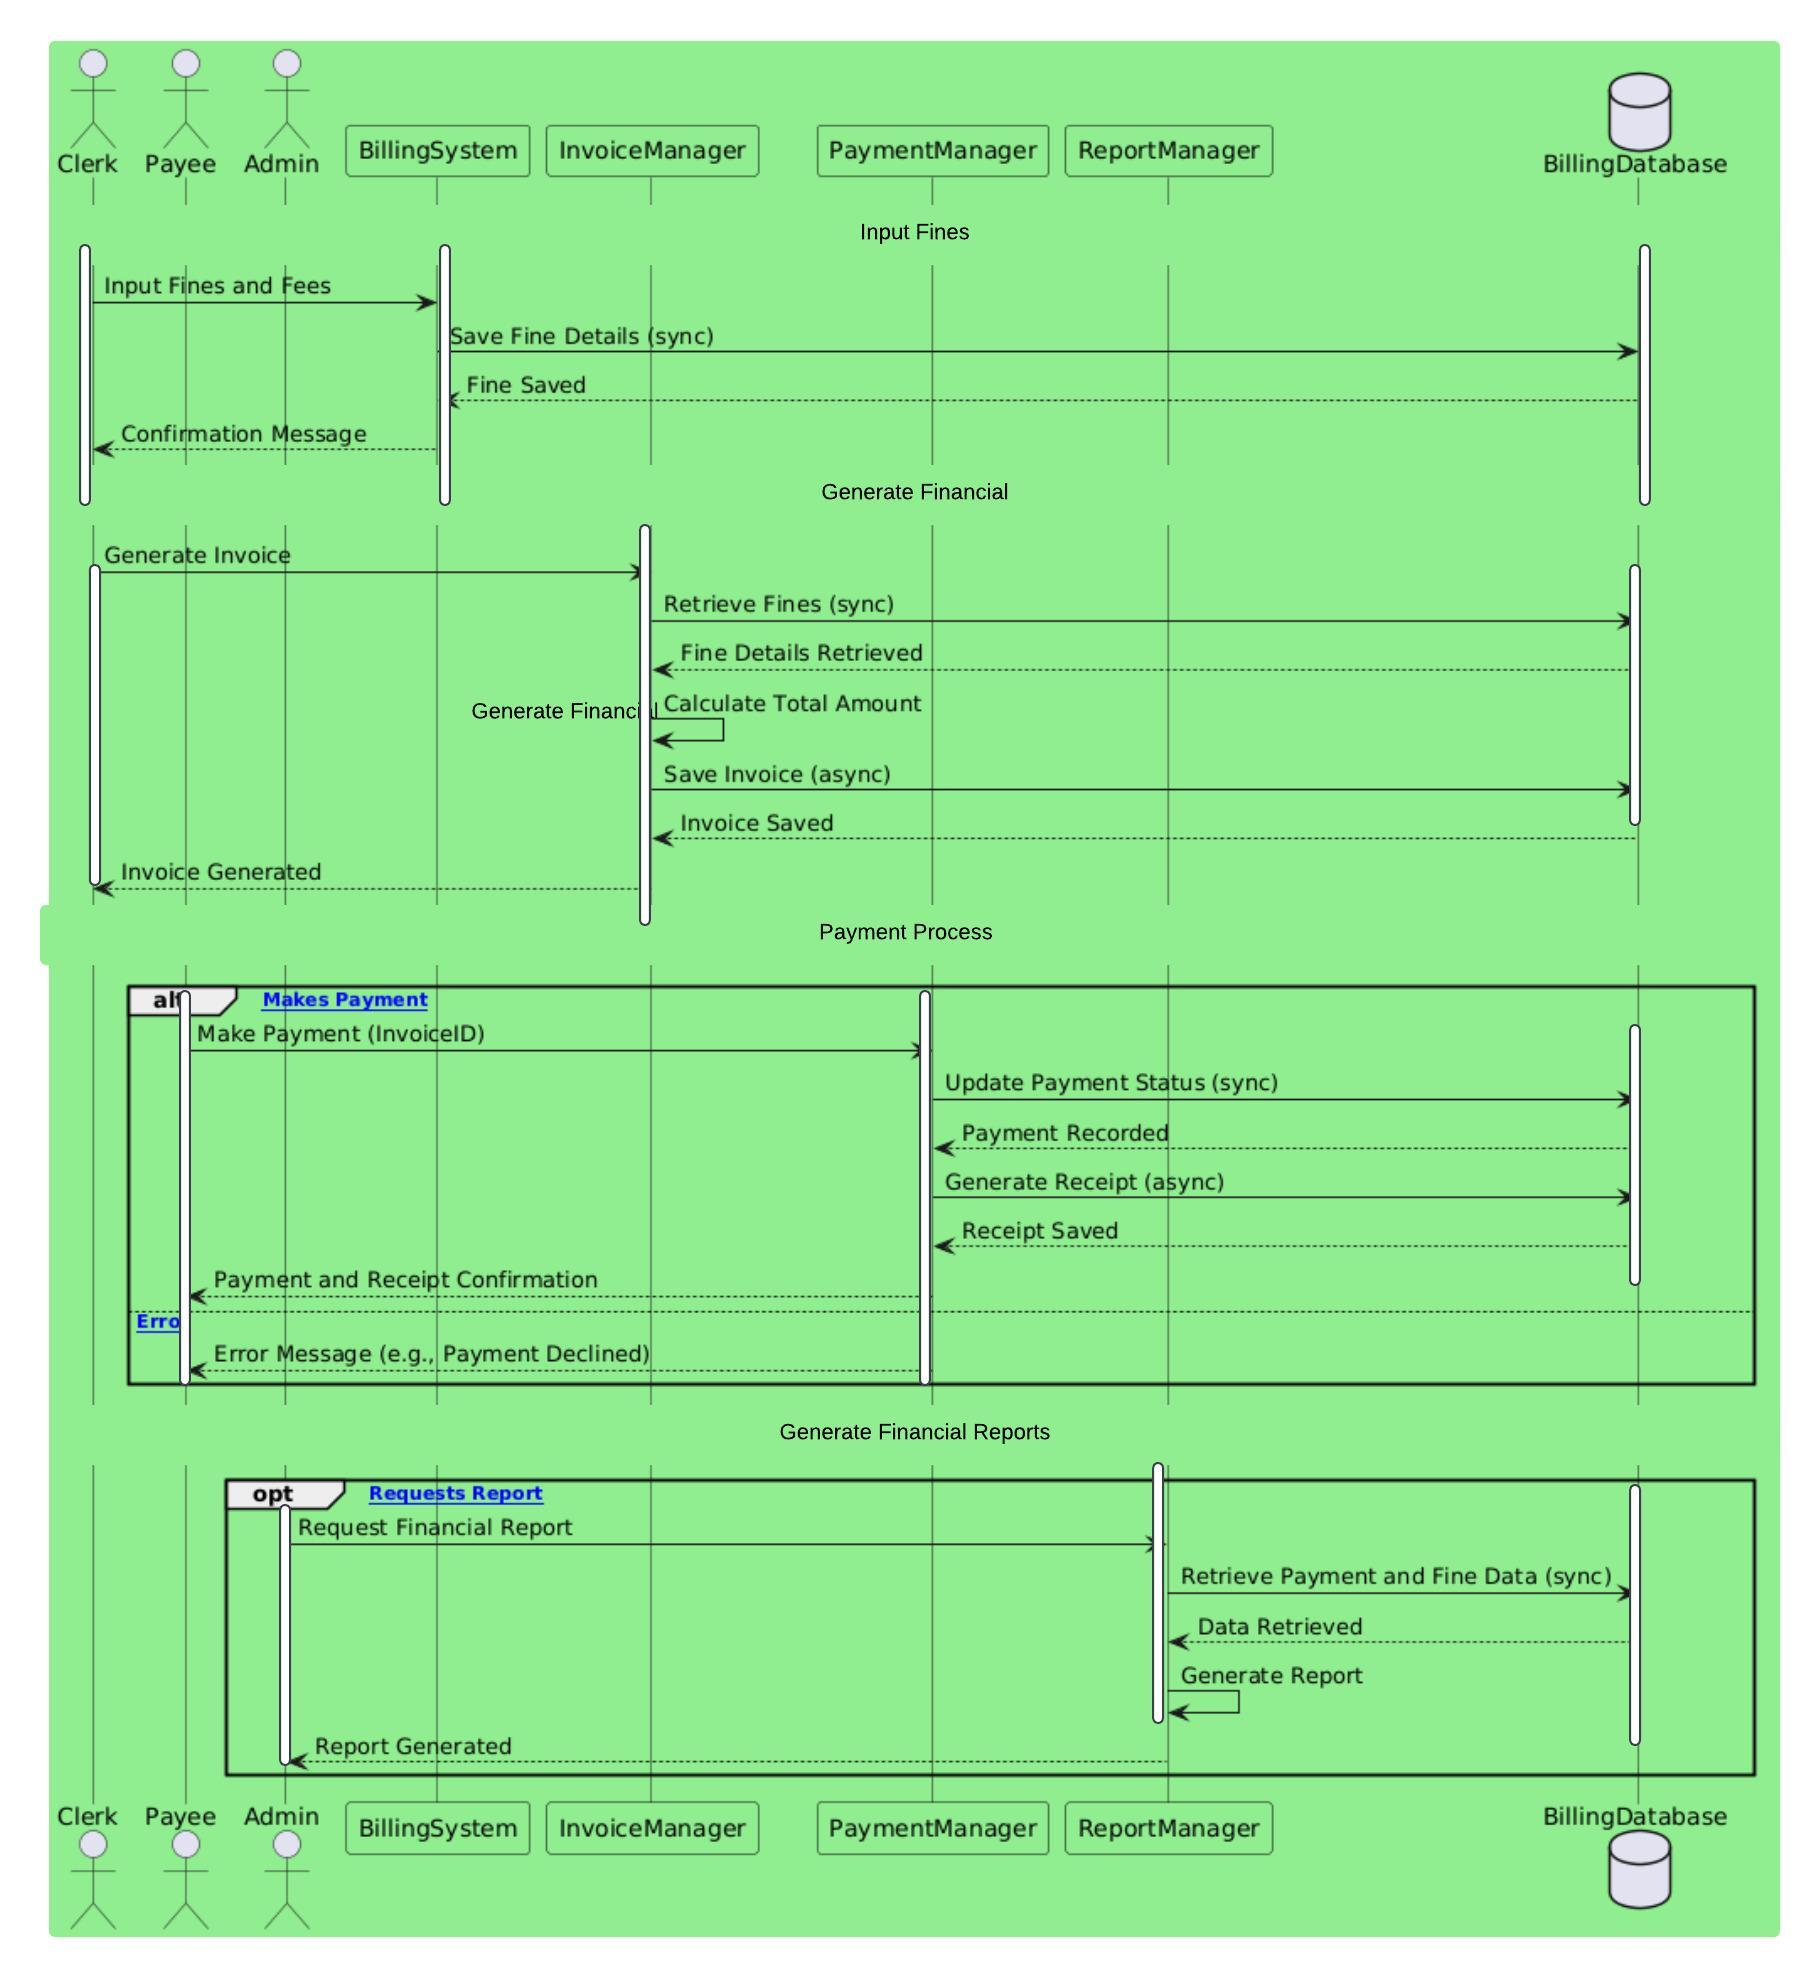 Clerk
Payee
Admin
BillingSystem
InvoiceManager
PaymentManager
ReportManager
BillingDatabase
Input Fines
Input Fines and Fees
Save Fine Details (sync)
Fine Saved
Confirmation Message
Generate Financial
Generate Invoice
Retrieve Fines (sync)
Fine Details Retrieved
Generate Financial
Calculate Total Amount
Save Invoice (async)
Invoice Saved
Invoice Generated
Payment Process
alt
Makes Payment
Make Payment (InvoiceID)
Update Payment Status (sync)
Payment Recorded
Generate Receipt (async)
Receipt Saved
Payment and Receipt Confirmation
Erro
Error Message (e.g., Payment Declined)
Generate Financial Reports
opt
Requests Report
Request Financial Report
Retrieve Payment and Fine Data (sync)
Data Retrieved
Generate Report
Report Generated
Clerk
Payee
Admin
BillingSystem
InvoiceManager
PaymentManager
ReportManager
BillingDatabase